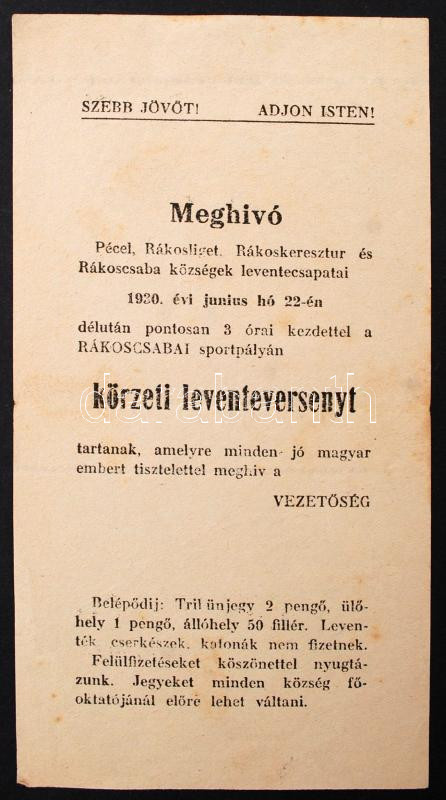 SZEBB JÖVŐT! ADJON ISTEN!
Meghivó
Pécel, Rákosliget, Rákoskeresztur és
Rákoscsaba községek leventecsapatai
1930. évi junius hó 22-én
délután pontosan 3 órai kezdettel a
RÁKOSCSABAI sportpályán
körzeti leventeversenyt
darabanth
tartanak, amelyre minden jó magyar
embert tisztelettel meghiv a
VEZETŐSÉG
Belépődij: Tribünjegy 2 pengő, ülő-
hely 1 pengő, állóhely 50 fillér. Leven-
ték, cserkészek, katonák nem fizetnek.
Felülfizetéseket köszönettel nyugtá-
zunk. Jegyeket minden község fő-
oktatójánál előre lehet váltani.